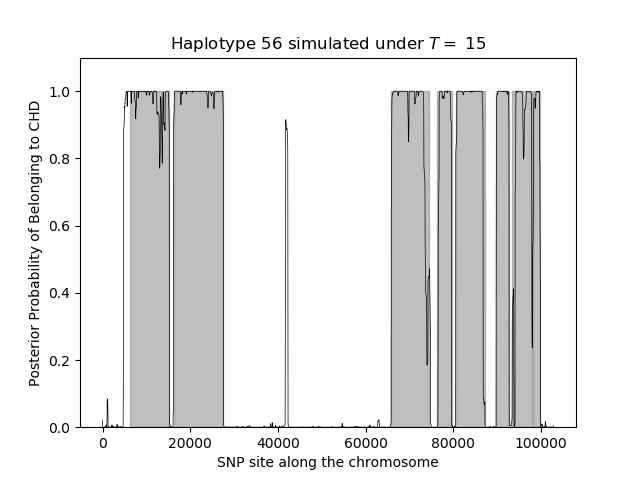 Haplotype 56 simulated under T = 15
Posterior Probability of Belonging to CHD
1.0
0.8
0.6
0.4
0.2
0.0
0 20000 40000 60000 80000 100000
SNP site along the chromosome